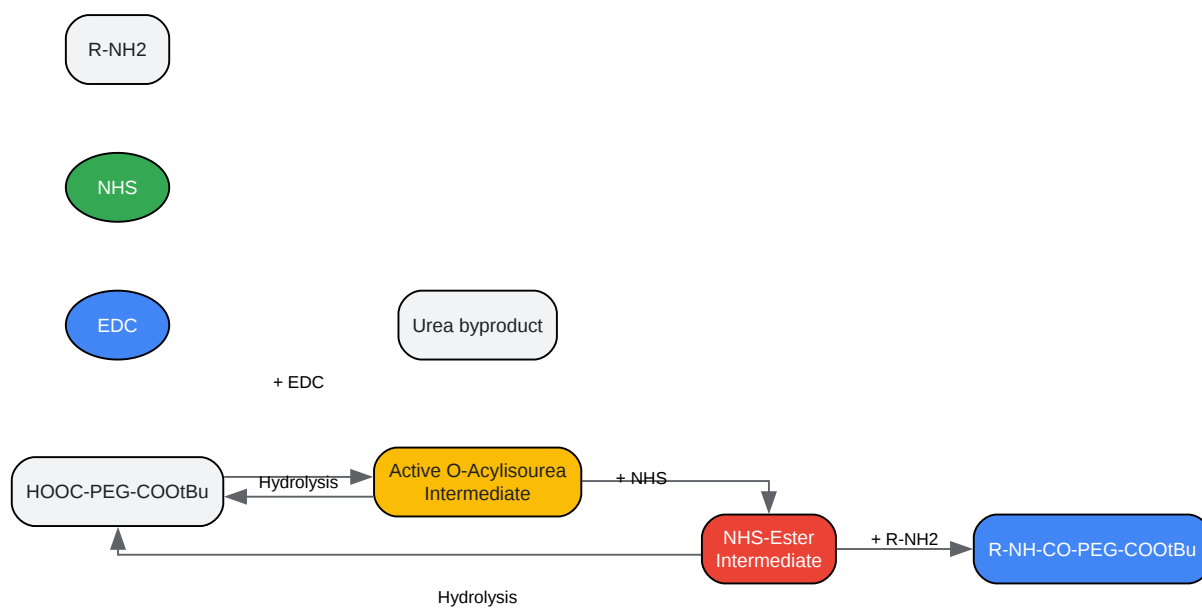 R-NH2
NHS
EDC
Urea byproduct
+ EDC
HOOC-PEG-COOtBu
Hydrolysis
Active O-Acylisourea
Intermediate
+ NHS
NHS-Ester
Intermediate
+ R-NH2
R-NH-CO-PEG-COOtBu
Hydrolysis